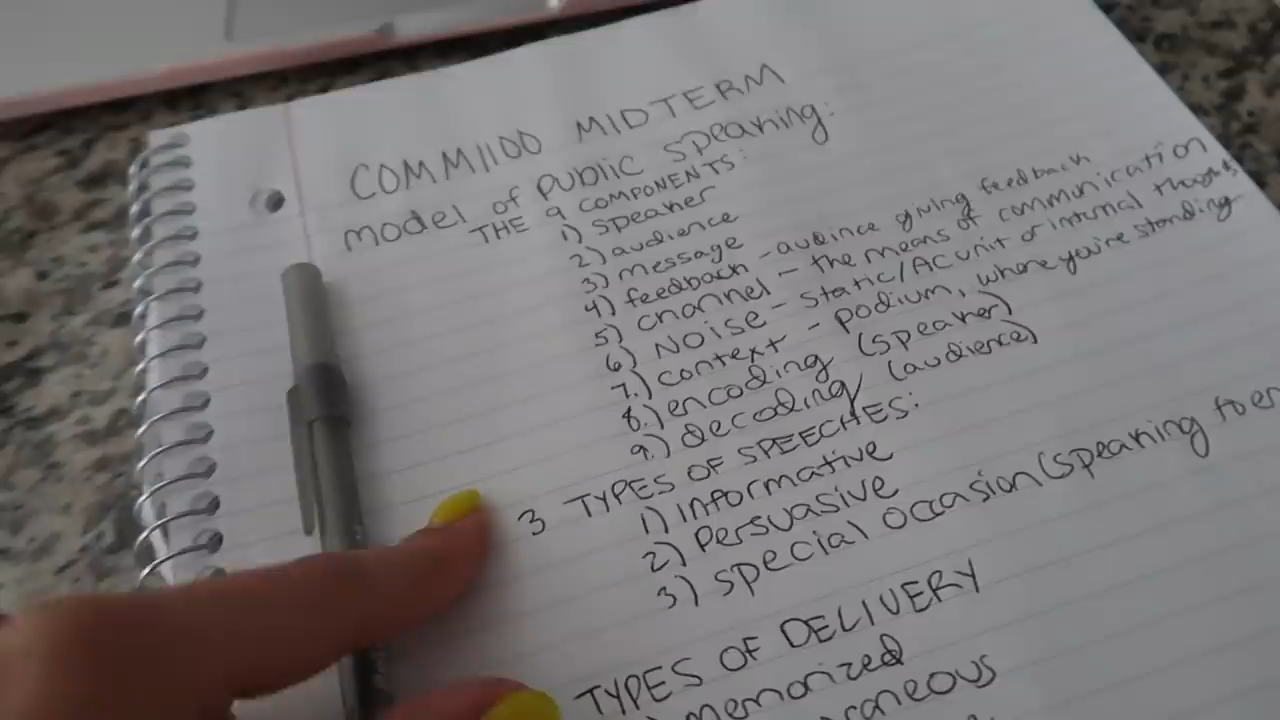 COMM1100 MIDTERM
model of public speaking:
THE 9 COMPONENTS:
1) speaker
2) audience
3) message
4) feedback - audince giving feedback
5) channel - the means of communication
6) NOISE - static/AC unit or internal thoughts
7.) context - podium, where you're standing
8.) encoding (speaker)
9.) decoding (audience)
3 TYPES OF SPEECHES:
1) informative
2) persuasive
3) special occasion (speaking to
TYPES OF DELIVERY
memorized